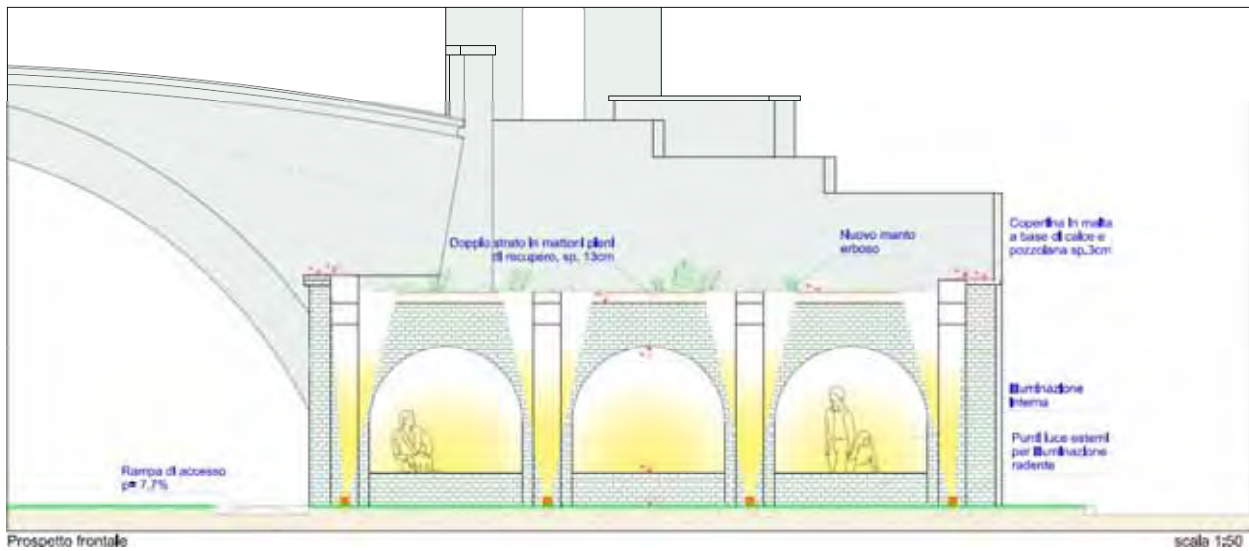 Doppio strato in mattoni pieni
di recupero, sp. 13cm
Nuovo manto
erboso
Copertina in malta
a base di calce e
pozzolana sp.3cm
Illuminazione
interna
Punti luce esterni
per illuminazione
radente
Rampa di accesso
p= 7,7%
Prospetto frontale
scala 1:50